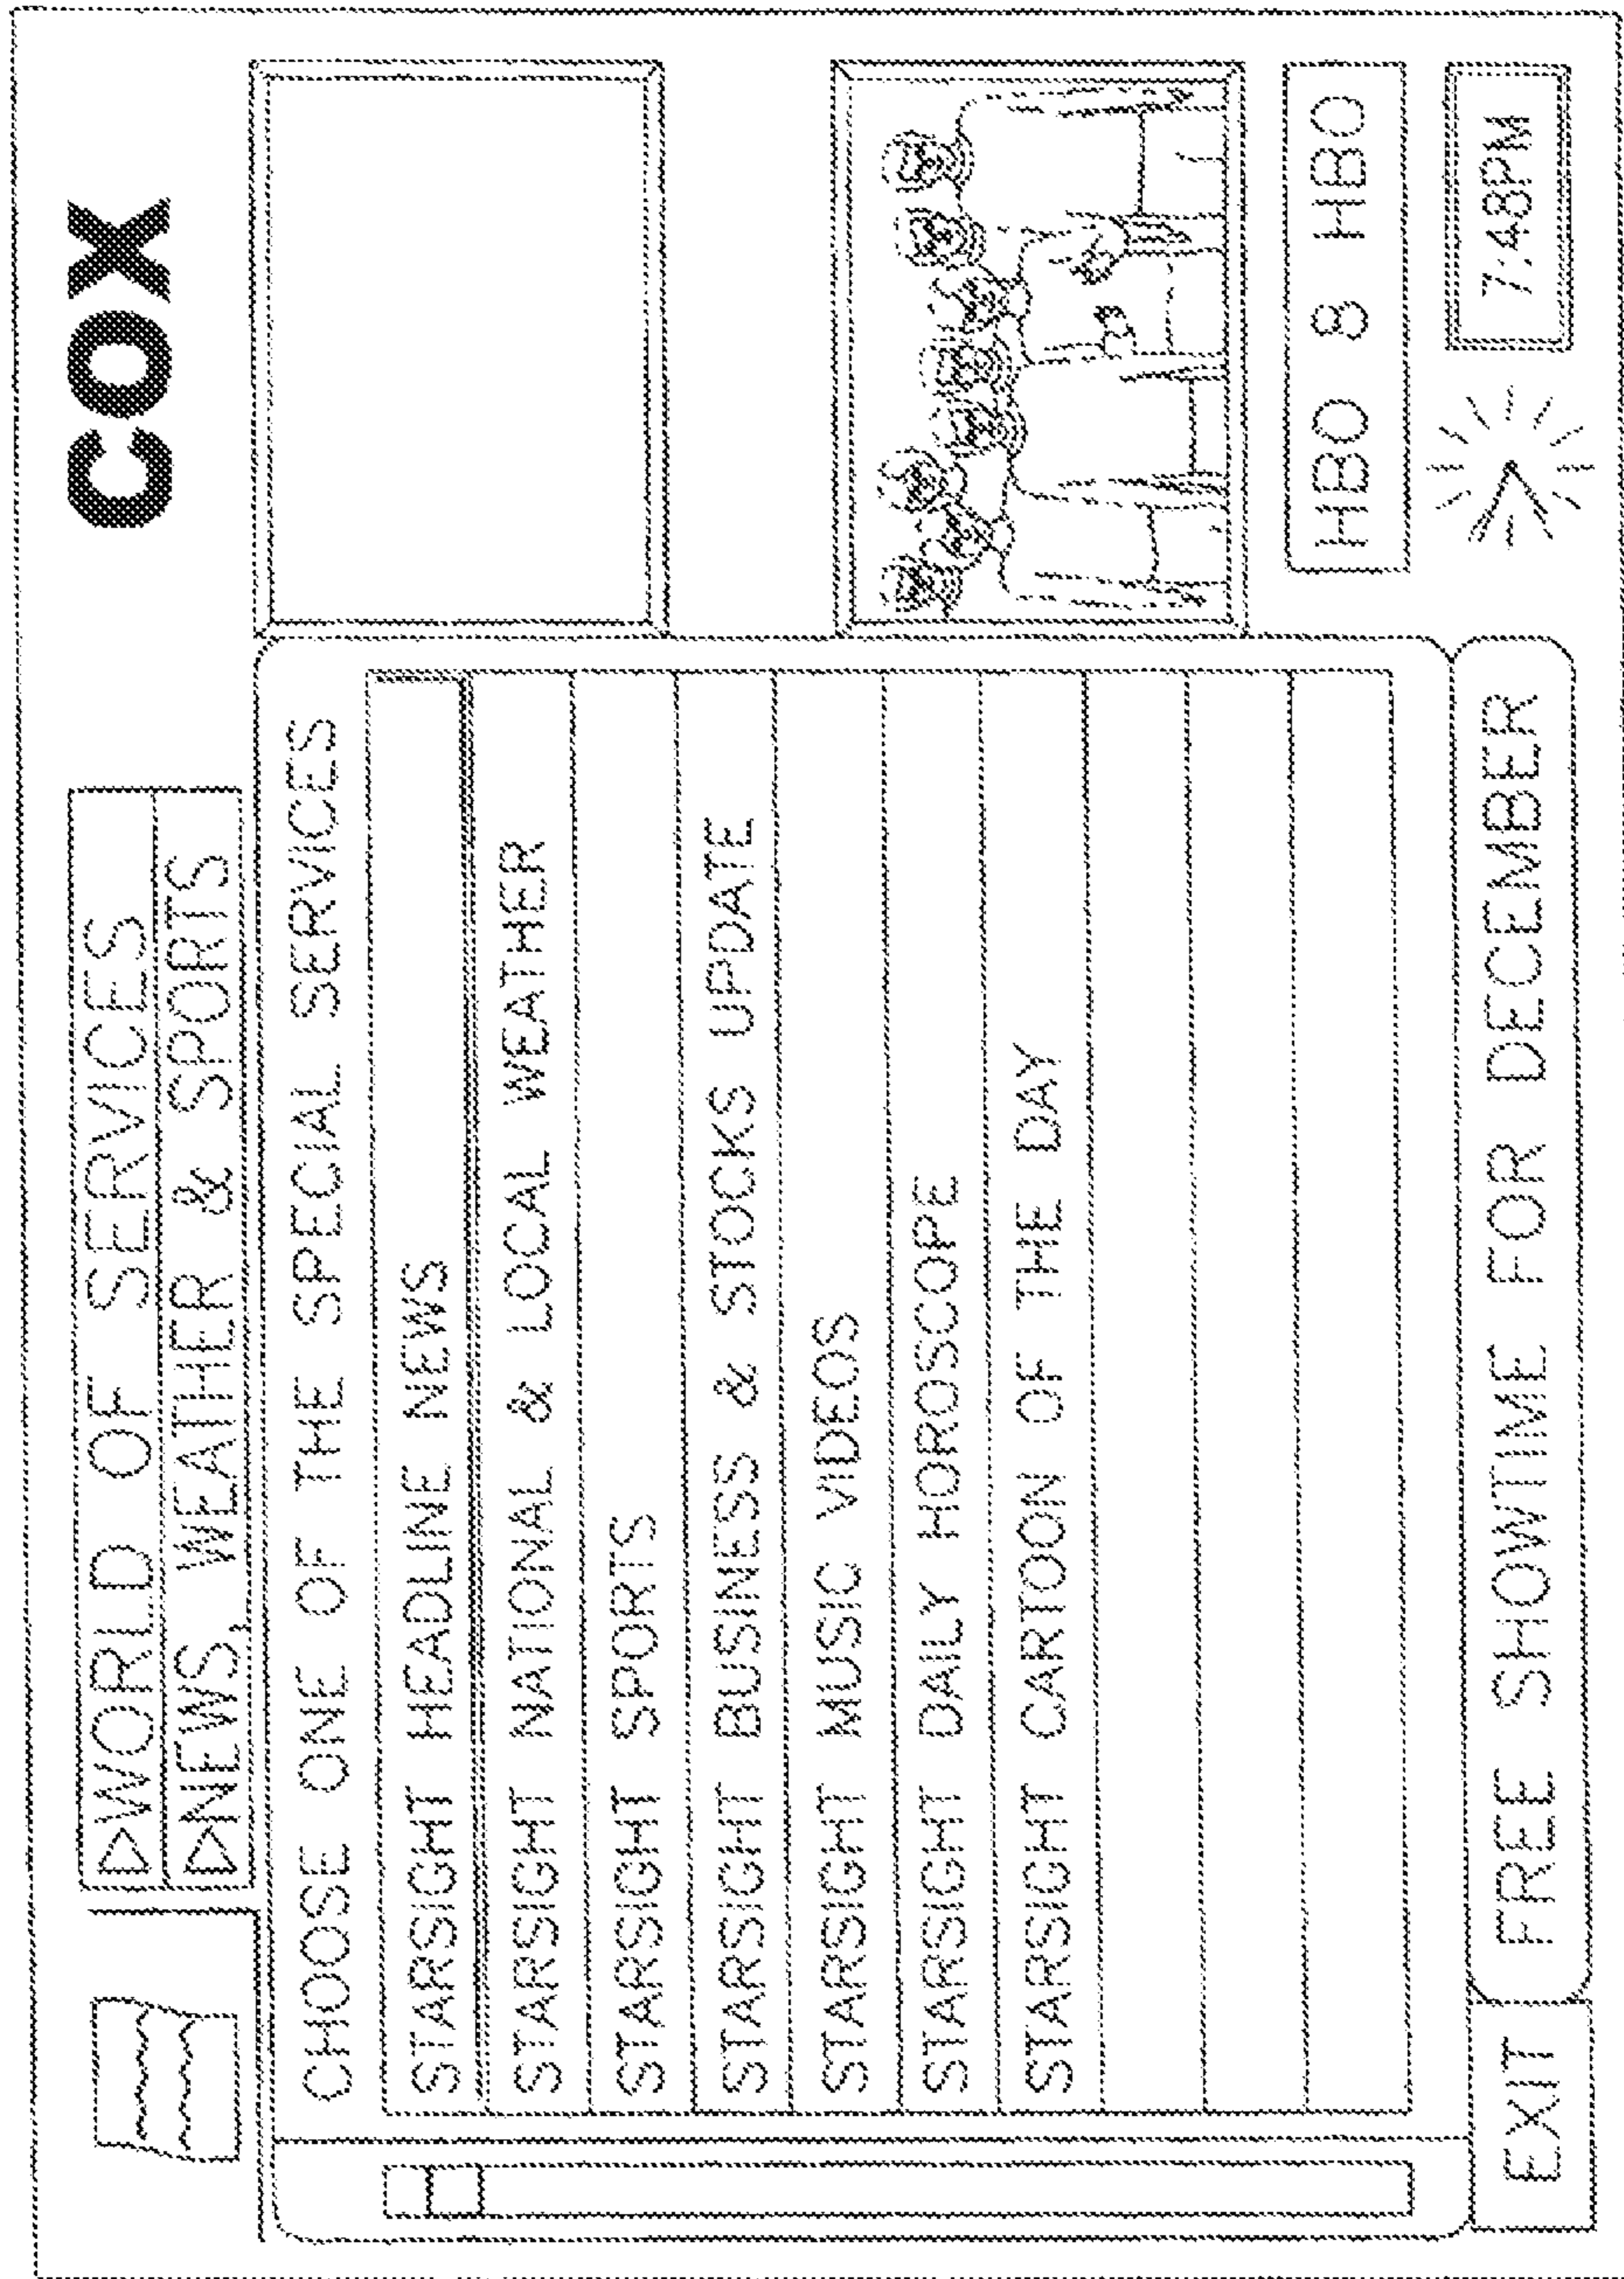 COX
▷WORLD OF SERVICES
▷NEWS, WEATHER & SPORTS
CHOOSE ONE OF THE SPECIAL SERVICES
STARSIGHT HEADLINE NEWS
STARSIGHT NATIONAL & LOCAL WEATHER
STARSIGHT SPORTS
STARSIGHT BUSINESS & STOCKS UPDATE
STARSIGHT MUSIC VIDEOS
STARSIGHT DAILY HOROSCOPE
STARSIGHT CARTOON OF THE DAY
HBO 8 HBO
EXIT
FREE SHOWTIME FOR DECEMBER
7:48PM